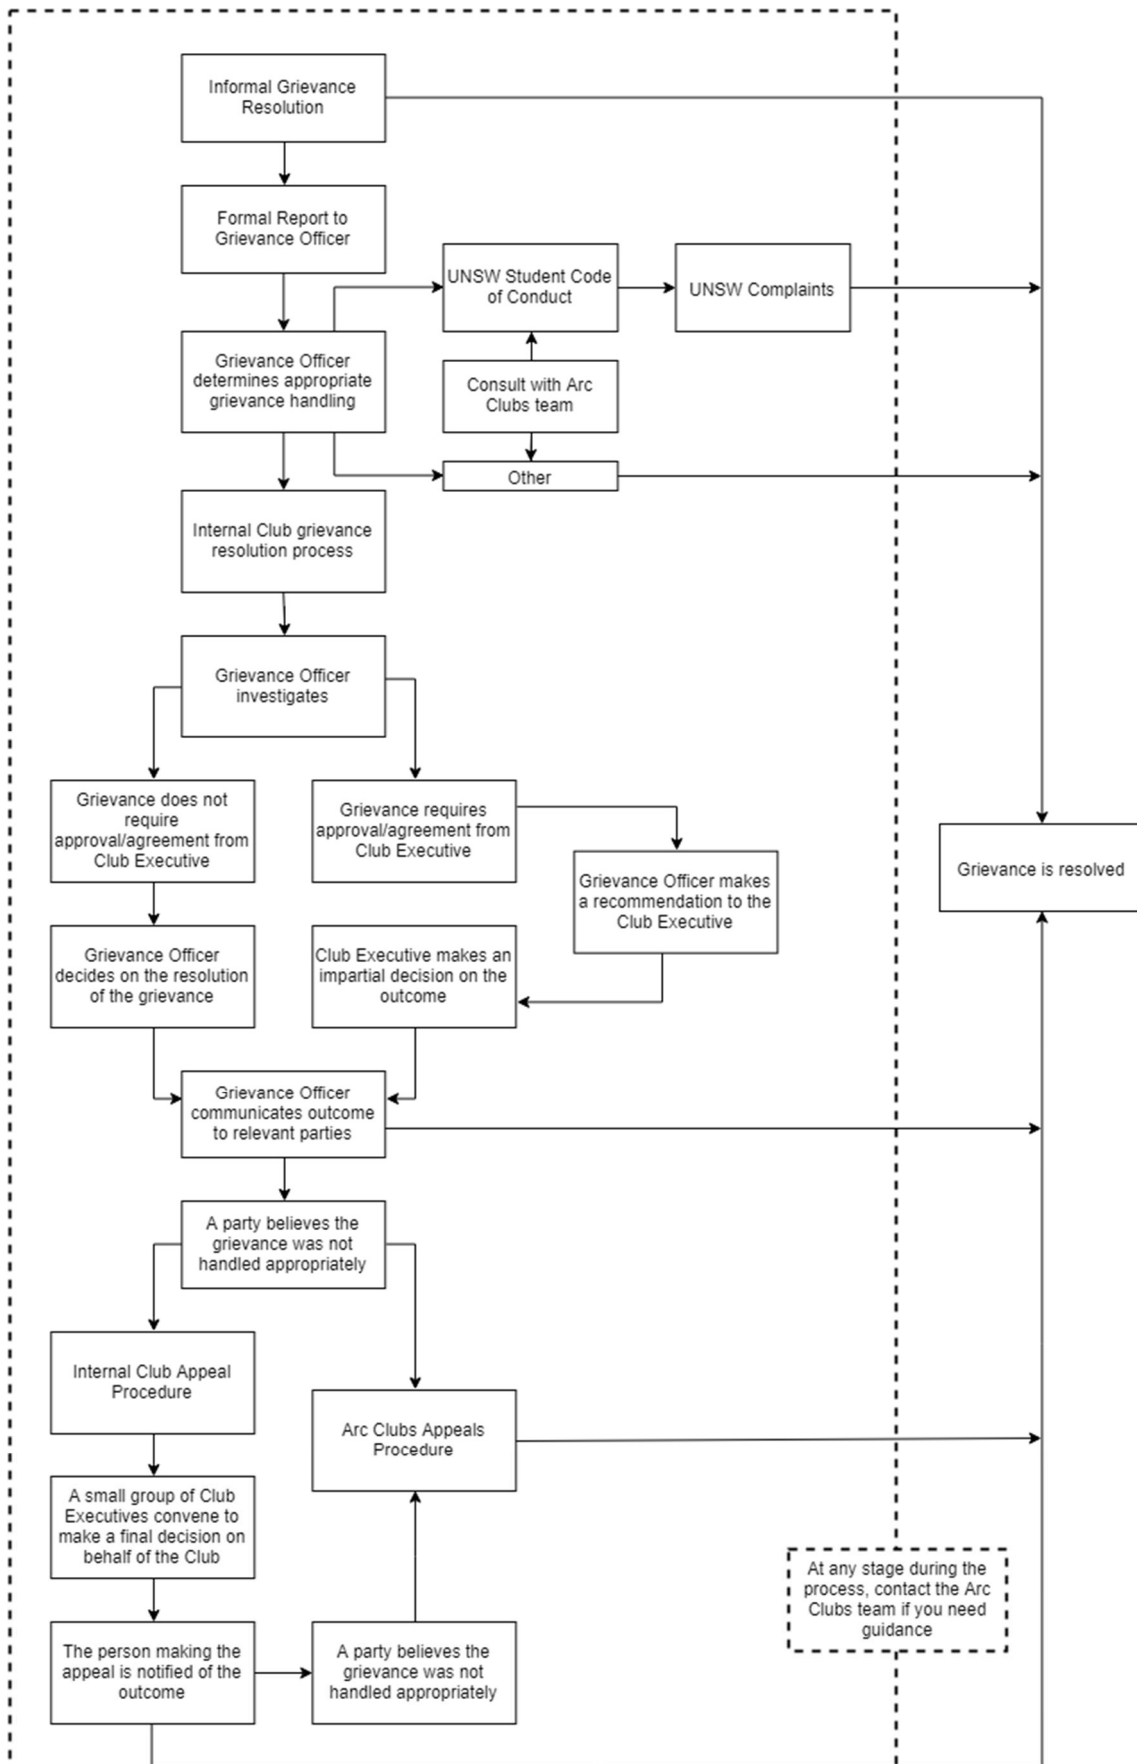 Informal Grievance
Resolution
Formal Report to
Grievance Officer
UNSW Student Code
of Conduct
UNSW Complaints
Grievance Officer
determines appropriate
grievance handling
Consult with Arc
Clubs team
Other
Internal Club grievance
resolution process
Grievance Officer
investigates
Grievance does not
require
approval/agreement from
Club Executive
Grievance requires
approval/agreement from
Club Executive
Grievance Officer makes
a recommendation to the
Club Executive
Grievance is resolved
Grievance Officer
decides on the resolution
of the grievance
Club Executive makes an
impartial decision on the
outcome
Grievance Officer
communicates outcome
to relevant parties
A party believes the
grievance was not
handled appropriately
Internal Club Appeal
Procedure
Arc Clubs Appeals
Procedure
A small group of Club
Executives convene to
make a final decision on
behalf of the Club
At any stage during the
process, contact the Arc
Clubs team if you need
guidance
The person making the
appeal is notified of the
outcome
A party believes the
grievance was not
handled appropriately